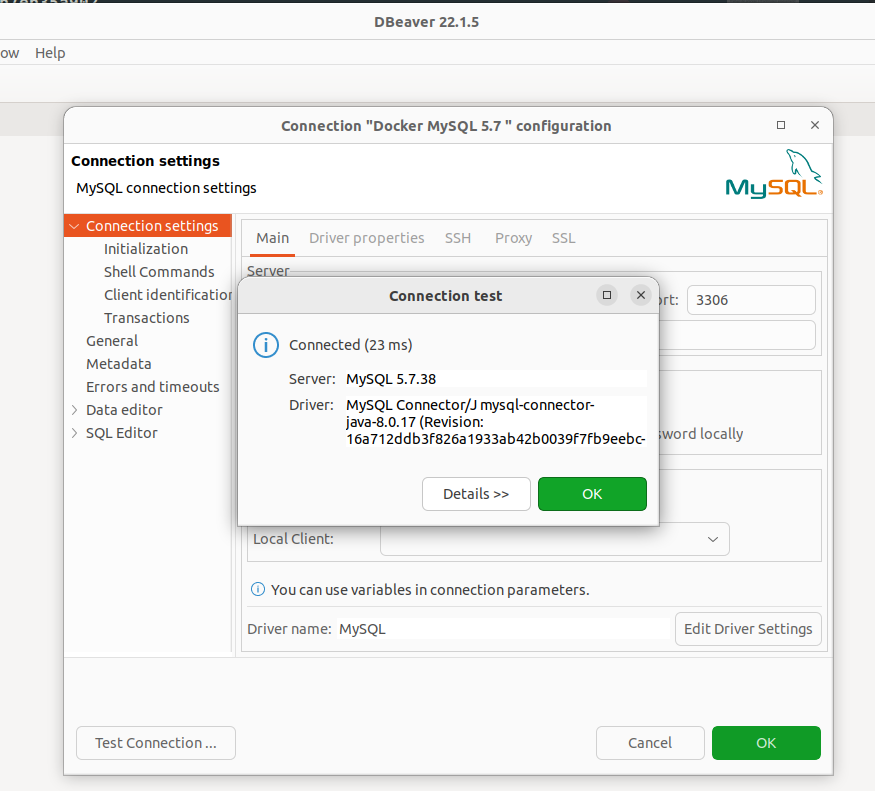 DBeaver 22.1.5
ow Help
Connection "Docker MySQL 5.7 " configuration
Connection settings
MySQL connection settings
MySQL
Connection settings
Initialization
Shell Commands
Client identification
Transactions
General
Metadata
Errors and timeouts
Data editor
SQL Editor
Main Driver properties SSH Proxy SSL
Server
ort: 3306
sword locally
Connection test
Connected (23 ms)
Server: MySQL 5.7.38
Driver: MySQL Connector/J mysql-connector-
java-8.0.17 (Revision:
16a712ddb3f826a1933ab42b0039f7fb9eebc-
Details >> OK
Local Client:
You can use variables in connection parameters.
Driver name: MySQL Edit Driver Settings
Test Connection ... Cancel OK